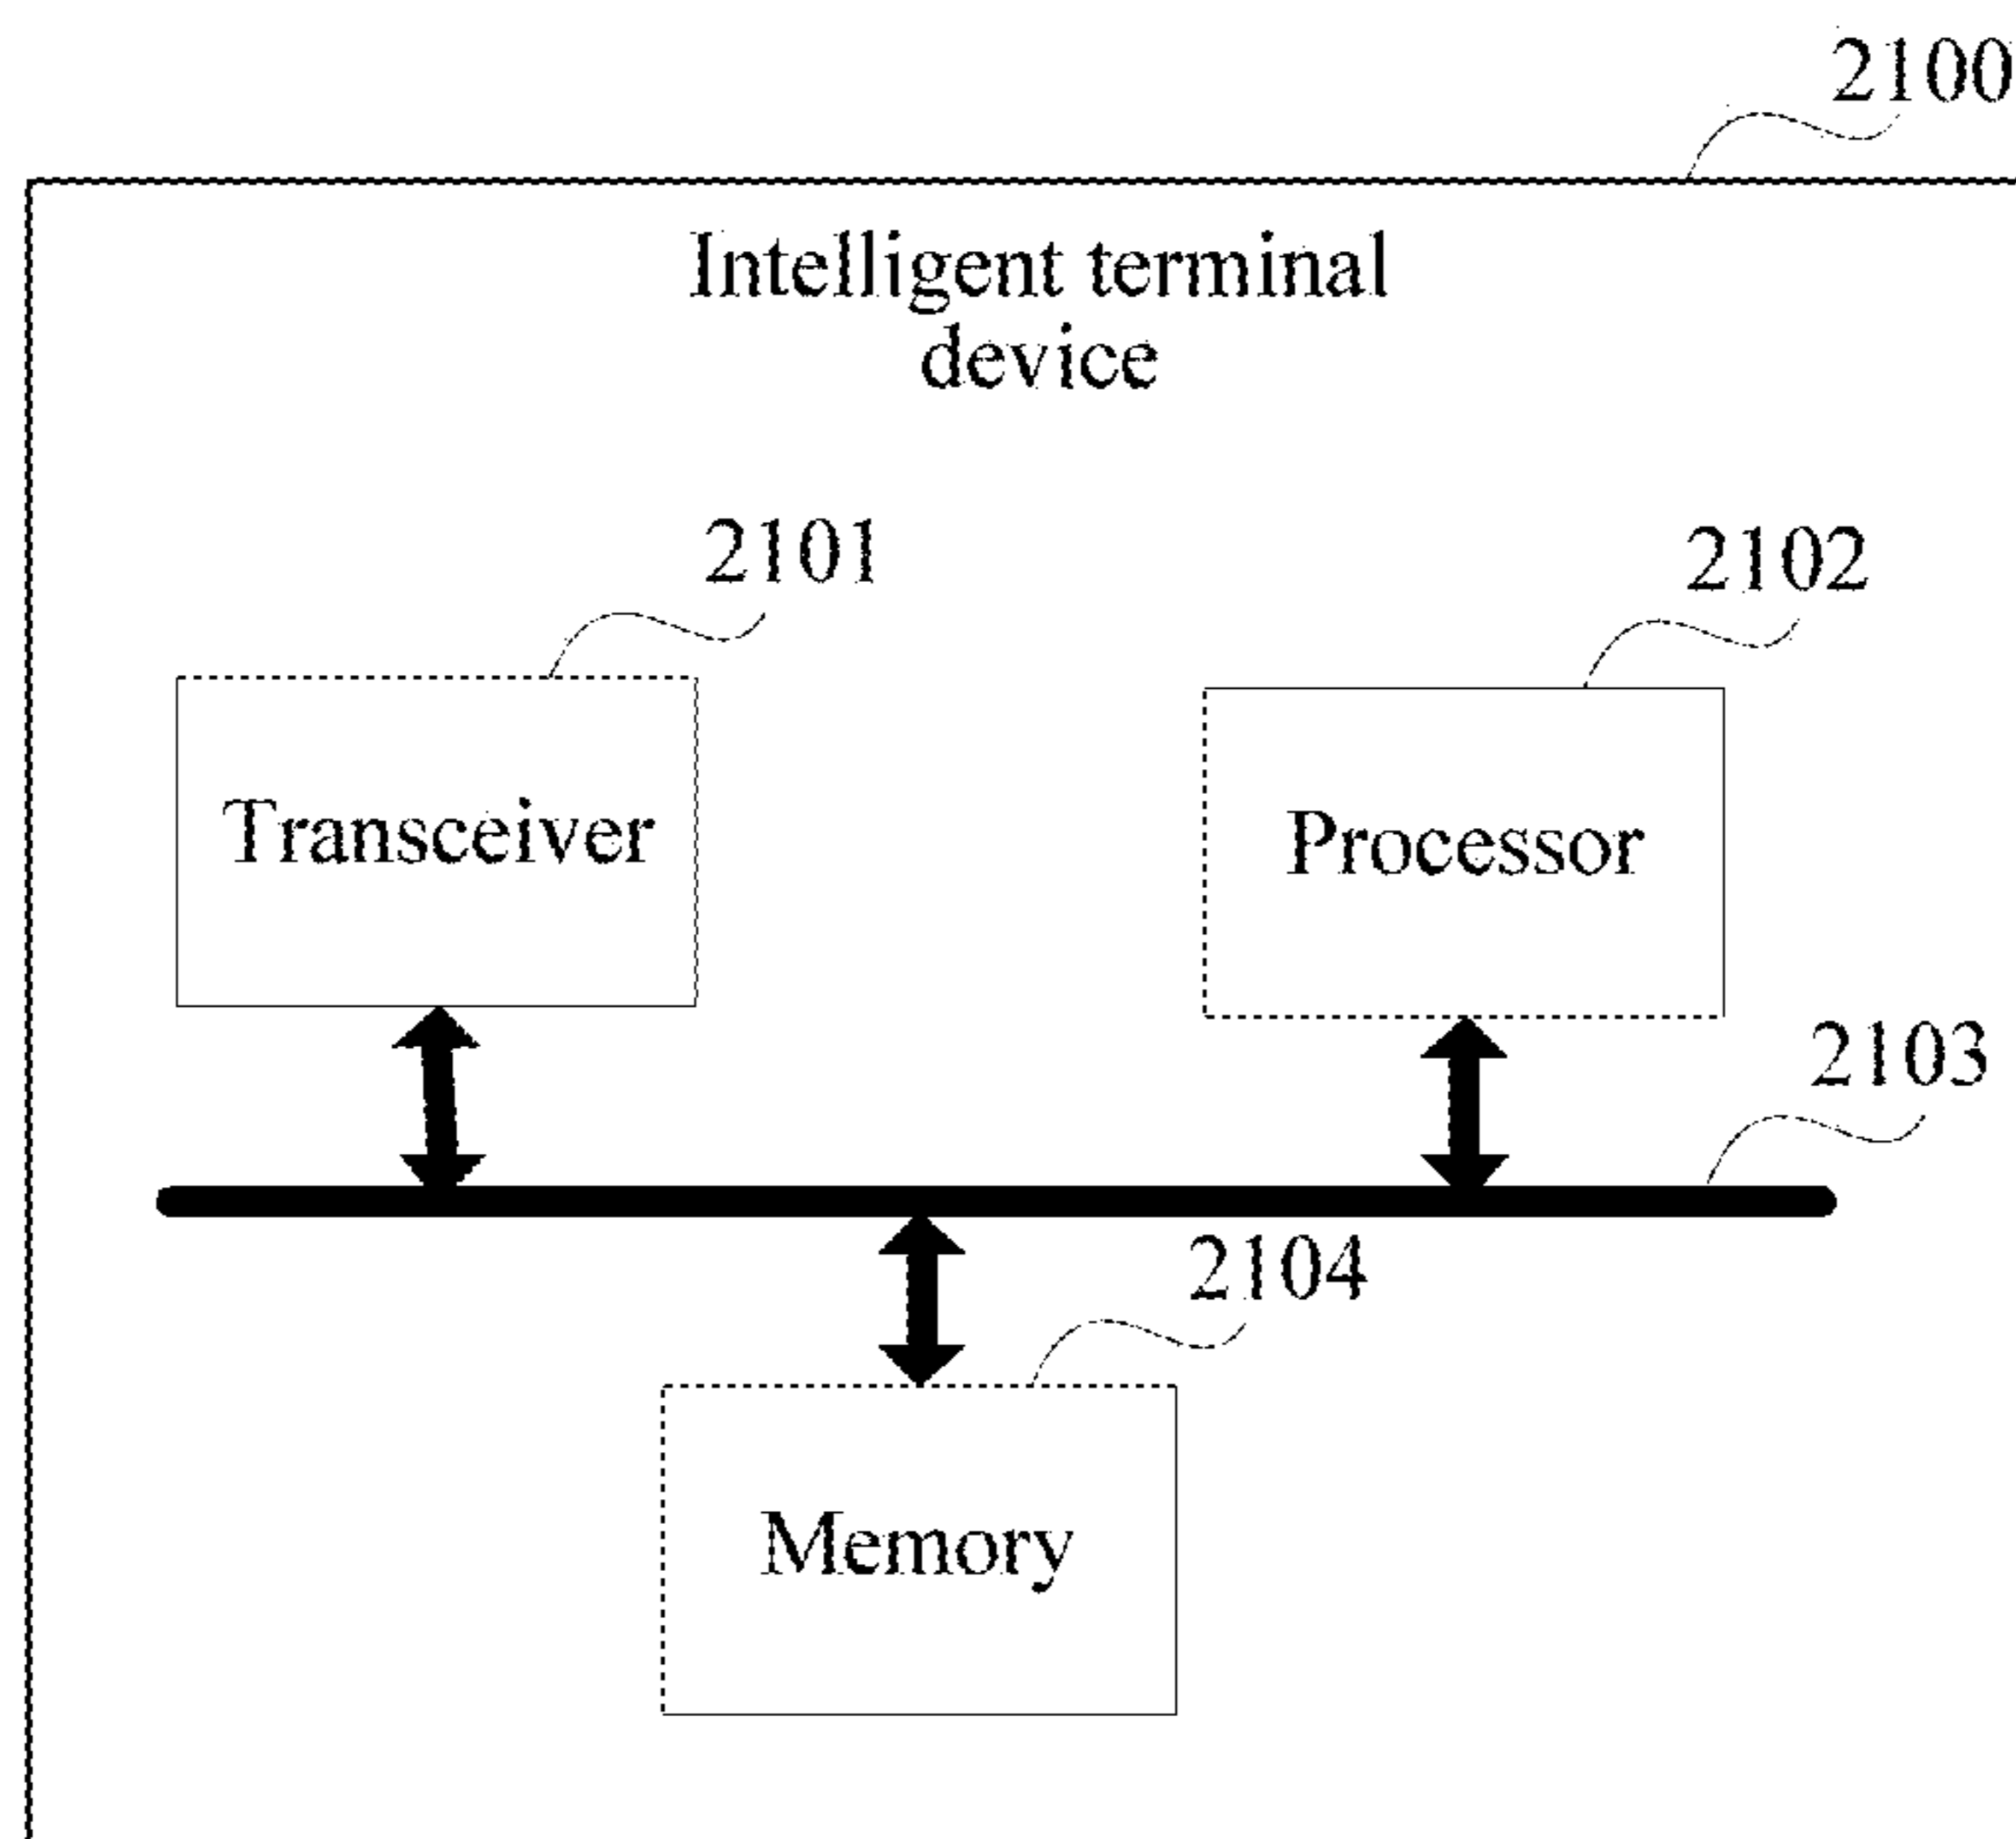 2100
Intelligent terminal
device
2101
2102
Transceiver
Processor
2103
2104
Memory